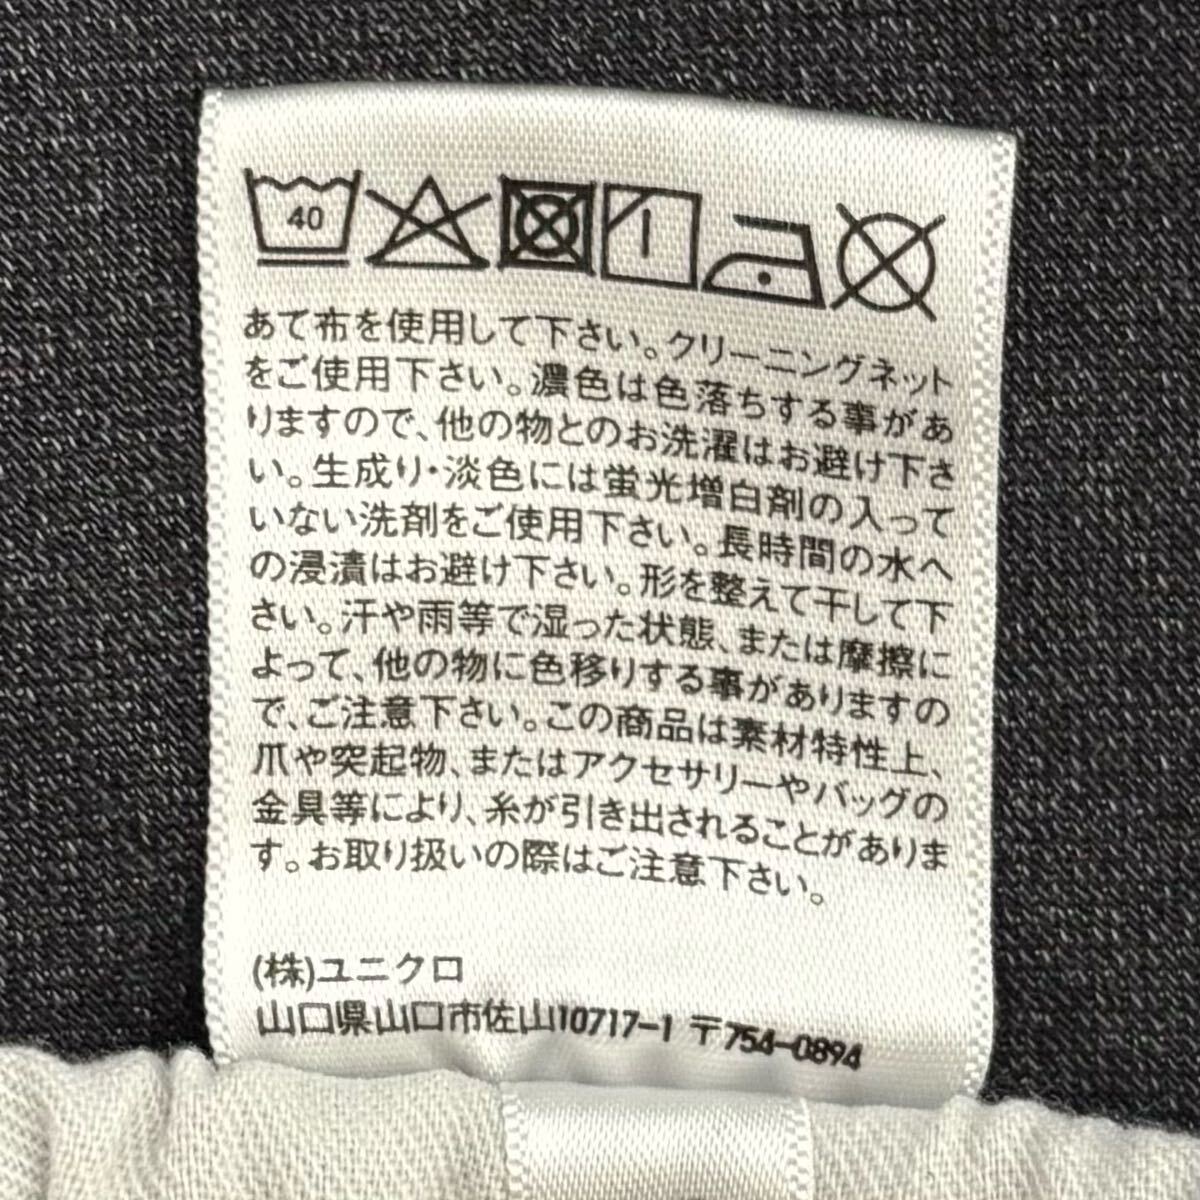 40
あて布を使用して下さい。クリーニングネット
をご使用下さい。濃色は色落ちする事があ
りますので、他の物とのお洗濯はお避け下さ
い。生成り・淡色には蛍光増白剤の入って
いない洗剤をご使用下さい。長時間の水へ
の浸漬はお避け下さい。形を整えて干して下
さい。汗や雨等で湿った状態、または摩擦に
よって、他の物に色移りする事がありますの
で、ご注意下さい。この商品は素材特性上、
爪や突起物、またはアクセサリーやバッグの
金具等により、糸が引き出されることがありま
す。お取り扱いの際はご注意下さい。
(株)ユニクロ
山口県山口市佐山10717-1 〒754-0894